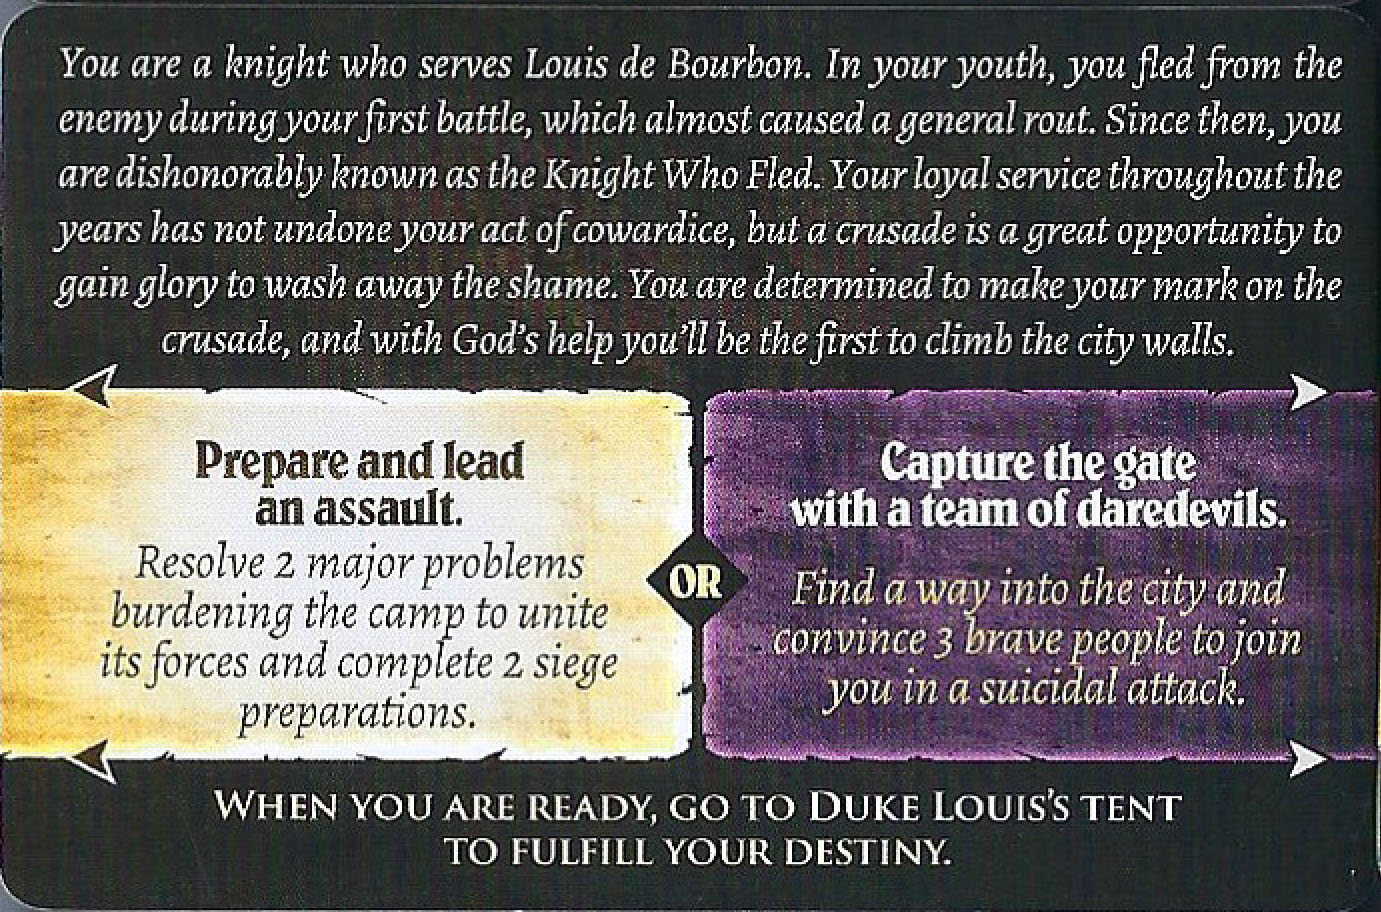 You are a knight who serves Louis de Bourbon. In your youth, you fled from the
enemy during your first battle, which almost caused a general rout. Since then, you
are dishonorably known as the Knight Who Fled. Your loyal service throughout the
years has not undone your act of cowardice, but a crusade is a great opportunity to
gain glory to wash away the shame. You are determined to make your mark on the
crusade, and with God's help you'll be the first to climb the city walls.
Prepare and lead
an assault.
Resolve 2 major problems
burdening the camp to unite
its forces and complete 2 siege
preparations.
OR
Capture the gate
with a team of daredevils.
Find a way into the city and
convince 3 brave people to join
you in a suicidal attack.
WHEN YOU ARE READY, GO TO DUKE LOUIS'S TENT
TO FULFILL YOUR DESTINY.